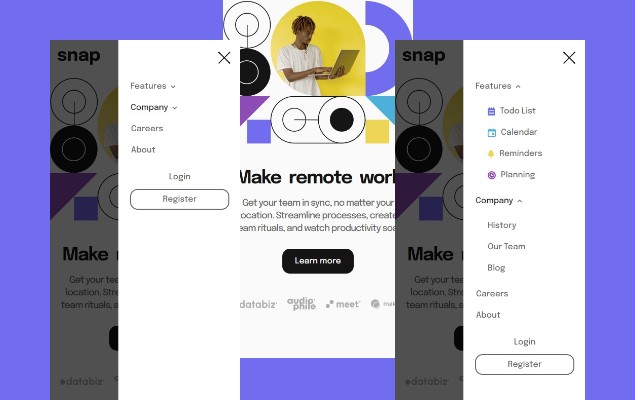 snap
Features
Company
Careers
About
Login
Register
Make
Get your te
location. Stre
team rituals, a
databiz
Make remote work
Get your team in sync, no matter your
location. Streamline processes, create
team rituals, and watch productivity soa
Learn more
databiz
audiophile
meet
mak
snap
Features
Todo List
Calendar
Reminders
Planning
Company
History
Our Team
Blog
Careers
About
Login
Register
Make
Get your te
location. Stre
team rituals, a
databiz